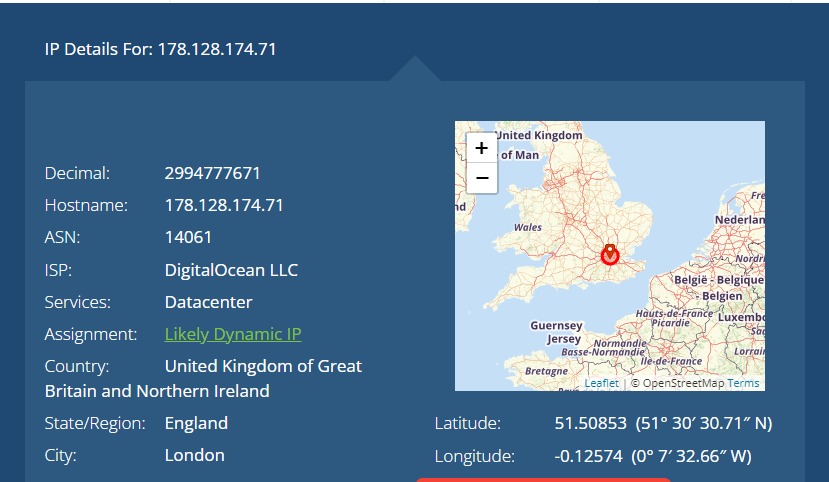 IP Details For: 178.128.174.71
Decimal: 2994777671
Hostname: 178.128.174.71
ASN: 14061
ISP: DigitalOcean LLC
Services: Datacenter
Assignment: Likely Dynamic IP
Country: United Kingdom of Great
Britain and Northern Ireland
State/Region: England
City: London
+
−
United Kingdom
of Man
nd
Wales
Fre
Nederlan
Nordr
België - Belgique
- Belgien
Hauts-de-France
Picardie
Luxembo
Guernsey
Jersey
Normandie
Basse-Normandie
Île-de-France
Lorrain
Bretagne
Leaflet | © OpenStreetMap Terms
Latitude: 51.50853 (51° 30′ 30.71″ N)
Longitude: -0.12574 (0° 7′ 32.66″ W)